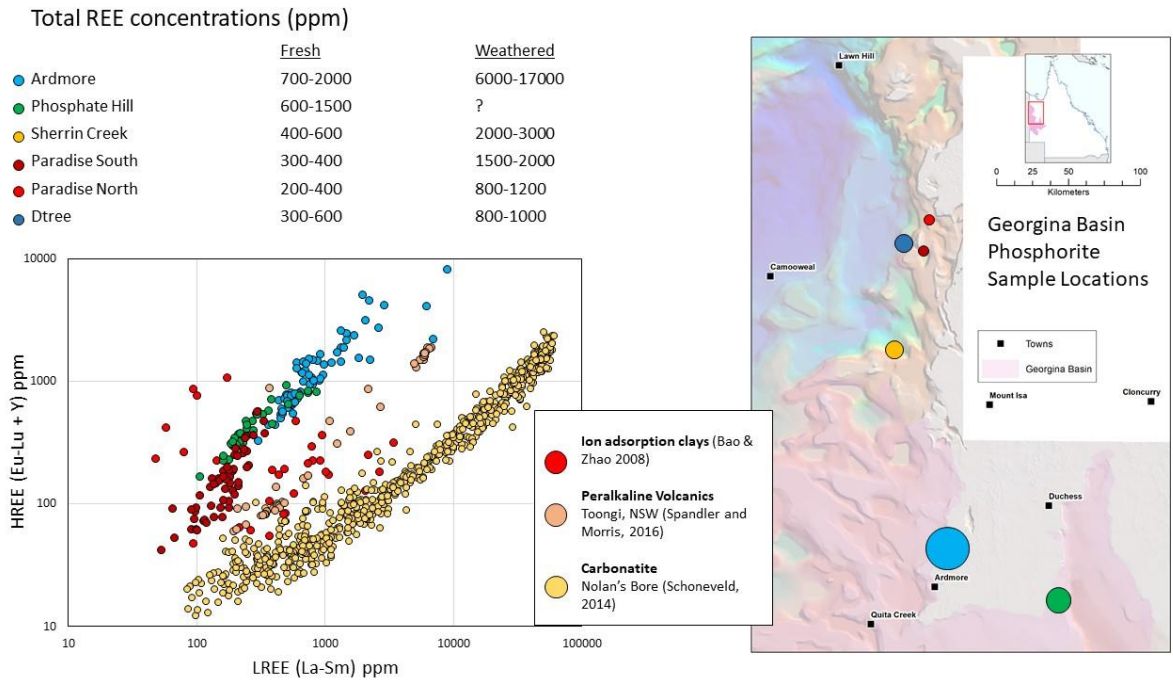 Total REE concentrations (ppm)
Fresh Weathered
Ardmore 700-2000 6000-17000
Phosphate Hill 600-1500 ?
Sherrin Creek 400-600 2000-3000
Paradise South 300-400 1500-2000
Paradise North 200-400 800-1200
Dtree 300-600 800-1000
10000
1000
100
10
10 100 1000 10000 100000
HREE (Eu-Lu + Y) ppm
LREE (La-Sm) ppm
Ion adsorption clays (Bao &
Zhao 2008)
Peralkaline Volcanics
Toongi, NSW (Spandler and
Morris, 2016)
Carbonatite
Nolan's Bore (Schoneveld,
2014)
Lawn Hill
0 25 50 100
Kilometers
Georgina Basin
Phosphorite
Sample Locations
Camooweal
Towns
Georgina Basin
Mount Isa
Cloncurry
Duchess
Ardmore
Quita Creek